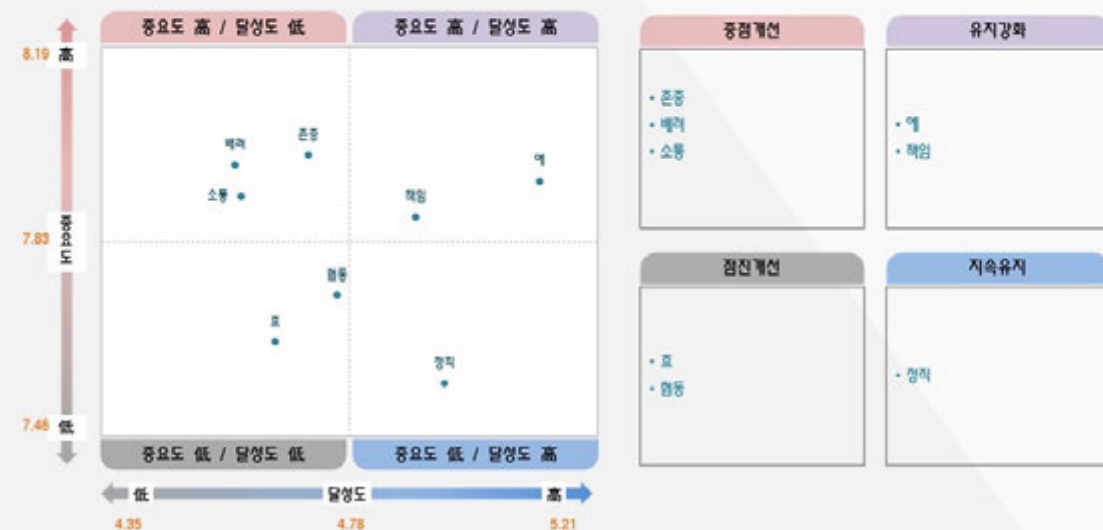 중요도 高 / 달성도 低
중요도 高 / 달성도 高
중점개선
유지강화
8.19 高
• 존중
• 배려
• 소통
• 예
• 책임
배려
존중
소통
예
책임
7.83 중요도
점진개선
지속유지
협동
효
정직
• 효
• 협동
• 정직
7.46 低
중요도 低 / 달성도 低
중요도 低 / 달성도 高
低
달성도
高
4.35
4.78
5.21